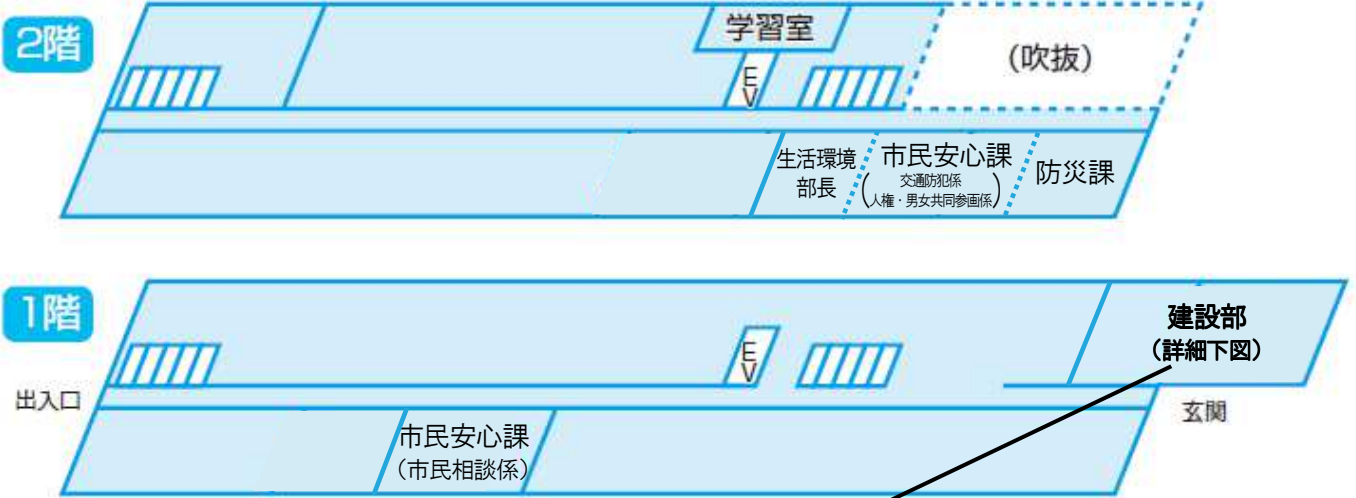 2階
学習室
EV
(吹抜)
生活環境
部長
市民安心課
交通防犯係
人権・男女共同参画係
防災課
1階
出入口
EV
建設部
(詳細下図)
玄関
市民安心課
(市民相談係)